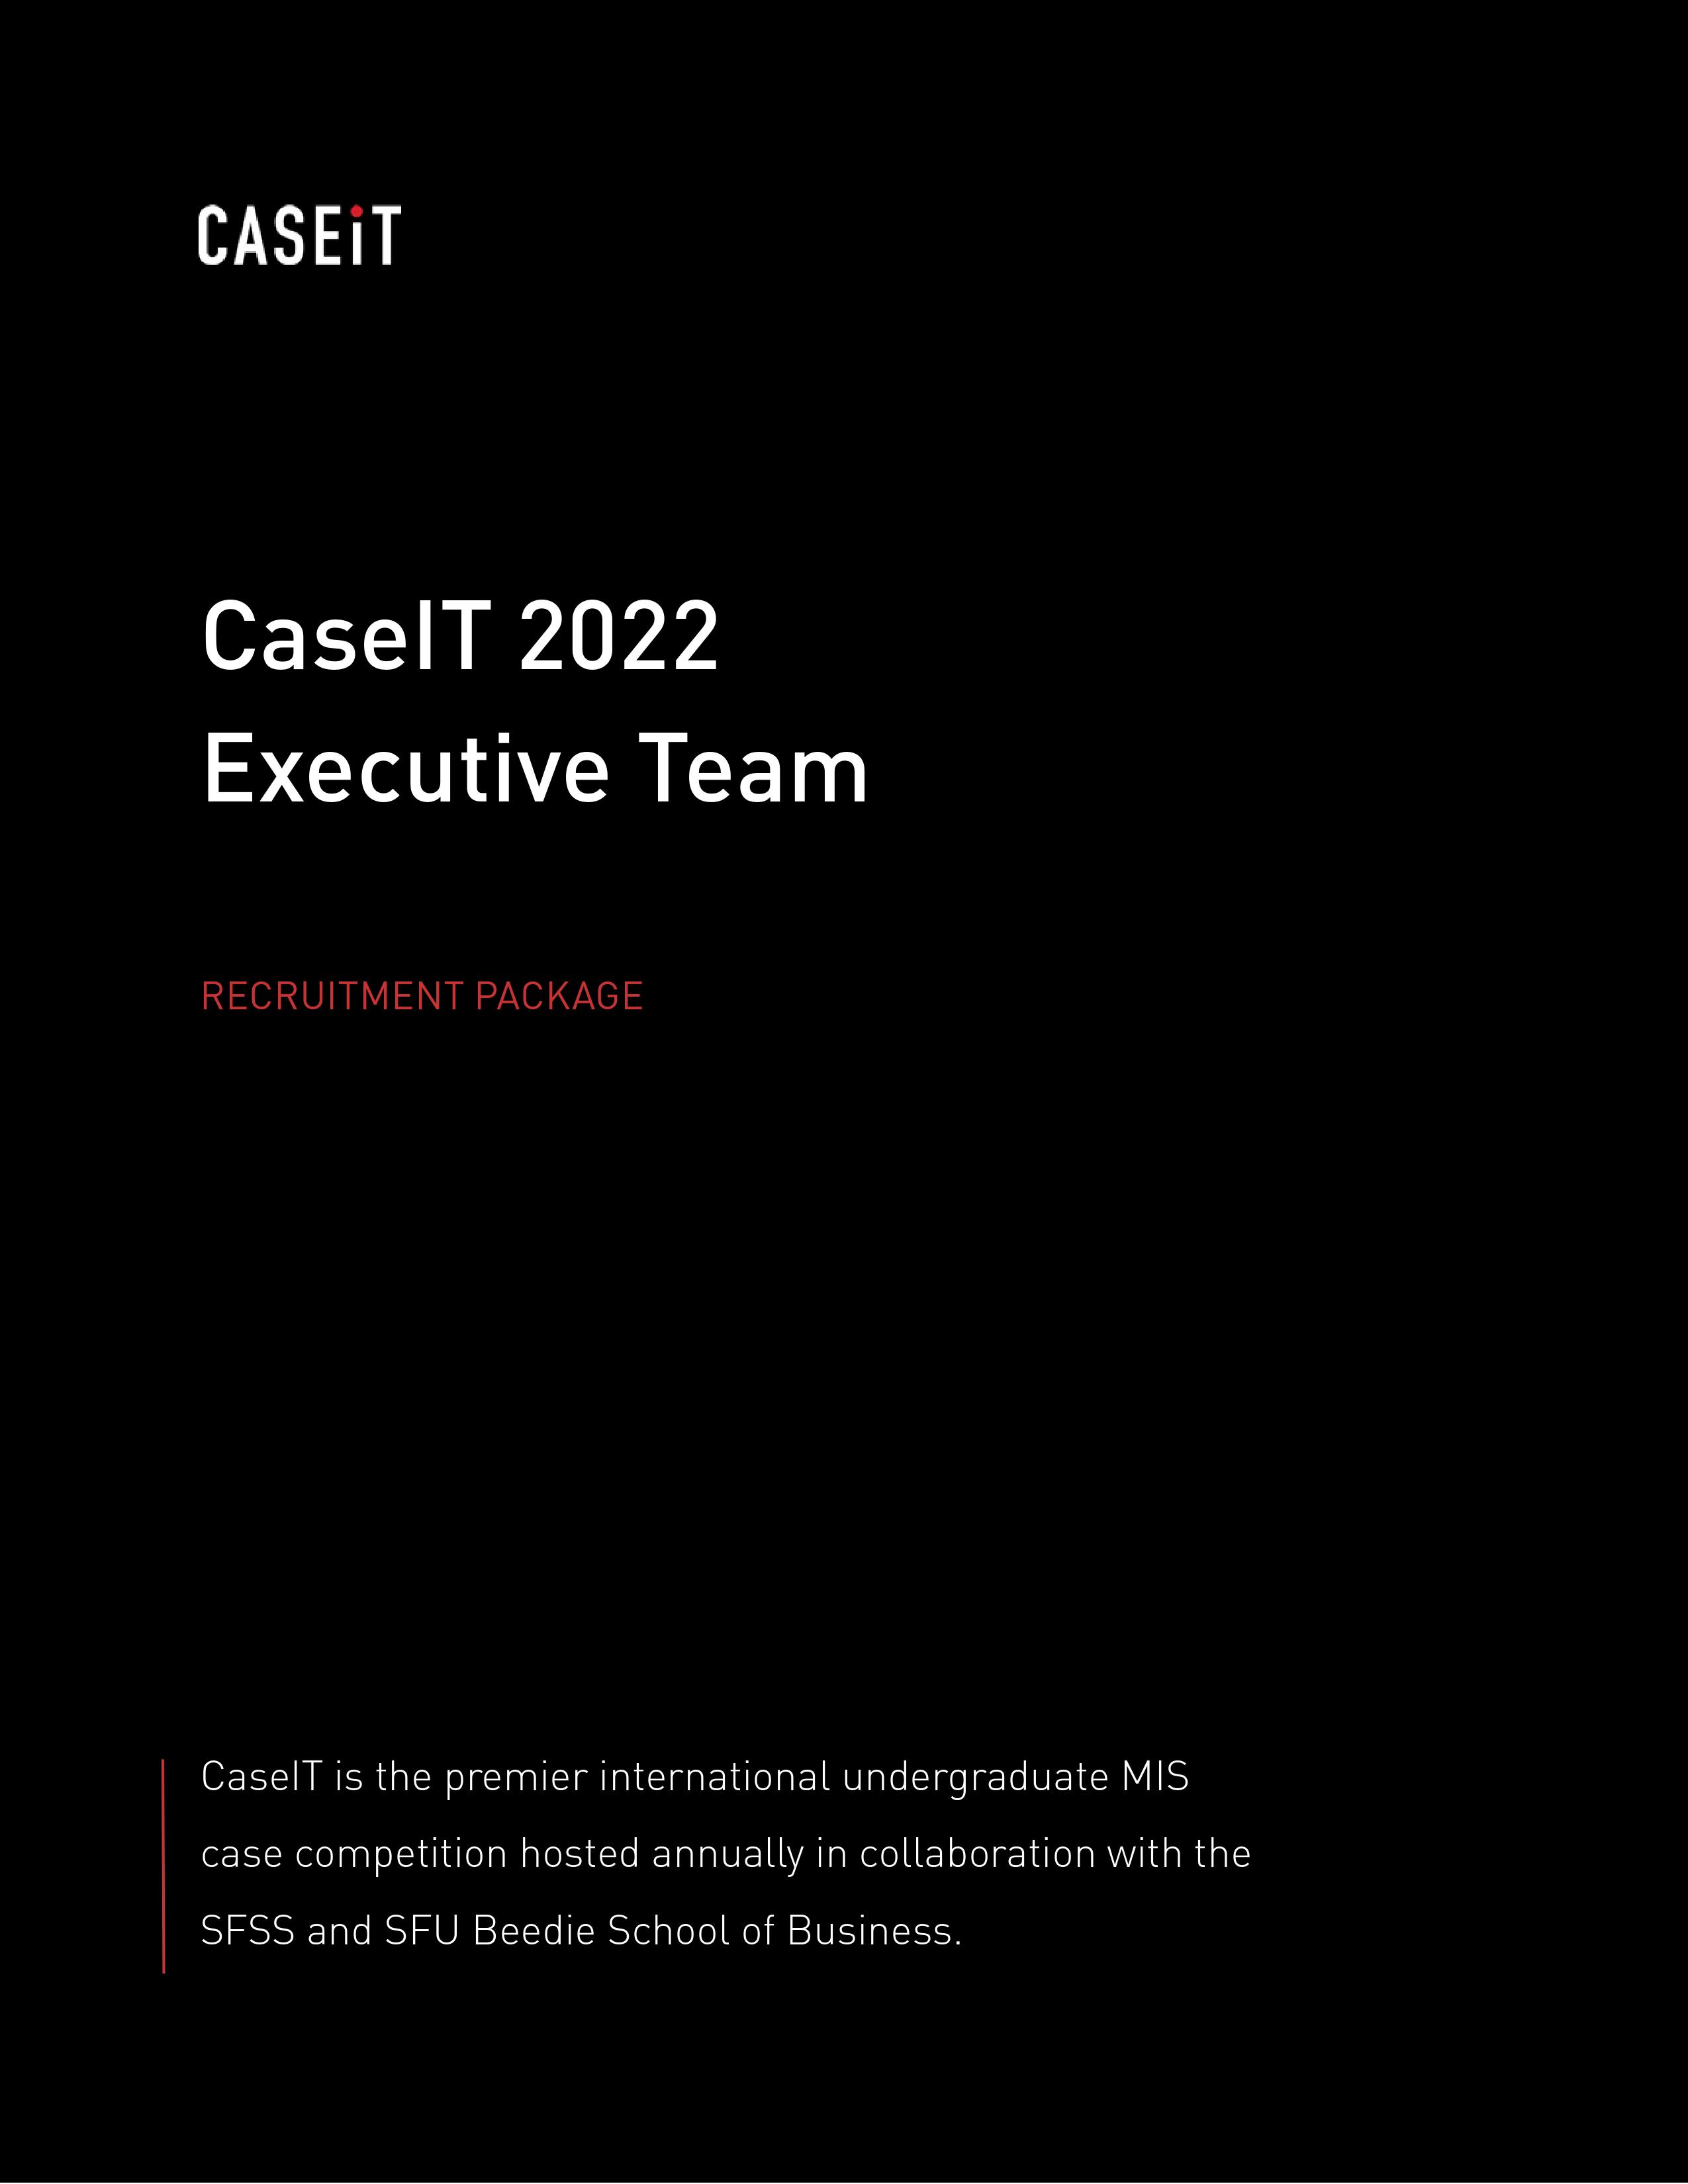 CASEiT
CaseIT 2022
Executive Team
RECRUITMENT PACKAGE
CaseIT is the premier international undergraduate MIS
case competition hosted annually in collaboration with the
SFSS and SFU Beedie School of Business.